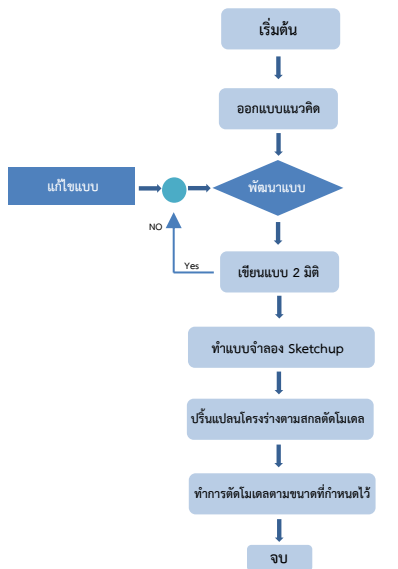 เริ่มต้น
ออกแบบแนวคิด
แก้ไขแบบ
พัฒนาแบบ
NO
Yes
เขียนแบบ 2 มิติ
ทำแบบจำลอง Sketchup
ปริ้นแปลนโครงร่างตามสกลตัดโมเดล
ทำการตัดโมเดลตามขนาดที่กำหนดไว้
จบ